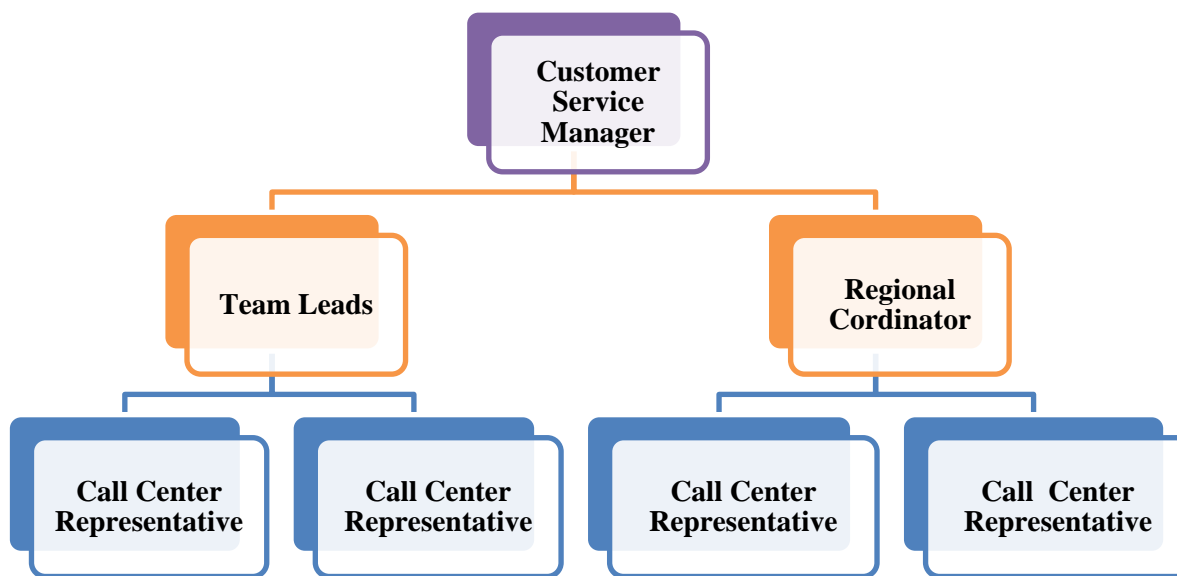 Customer
Service
Manager
Team Leads
Regional
Cordinator
Call Center
Representative
Call Center
Representative
Call Center
Representative
Call  Center
Representative